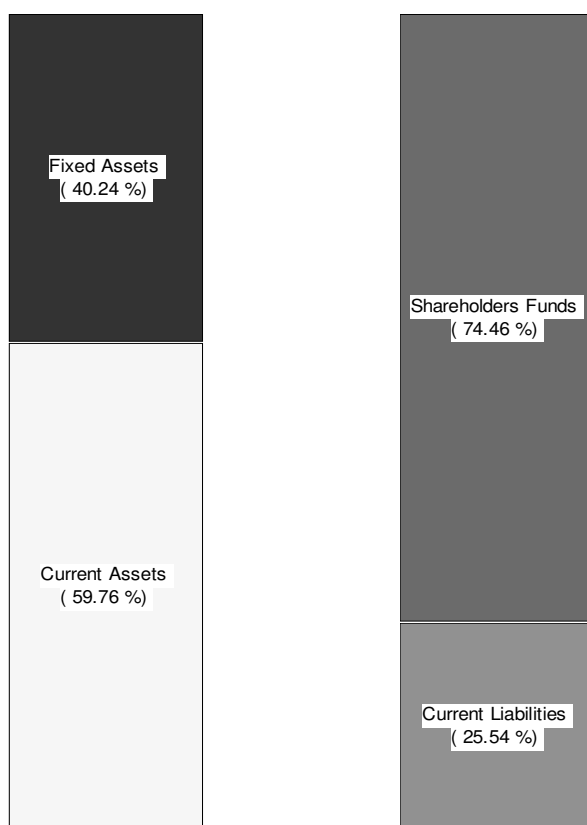 Fixed Assets
( 40.24 %)
Current Assets
( 59.76 %)
Shareholders Funds
( 74.46 %)
Current Liabilities
( 25.54 %)